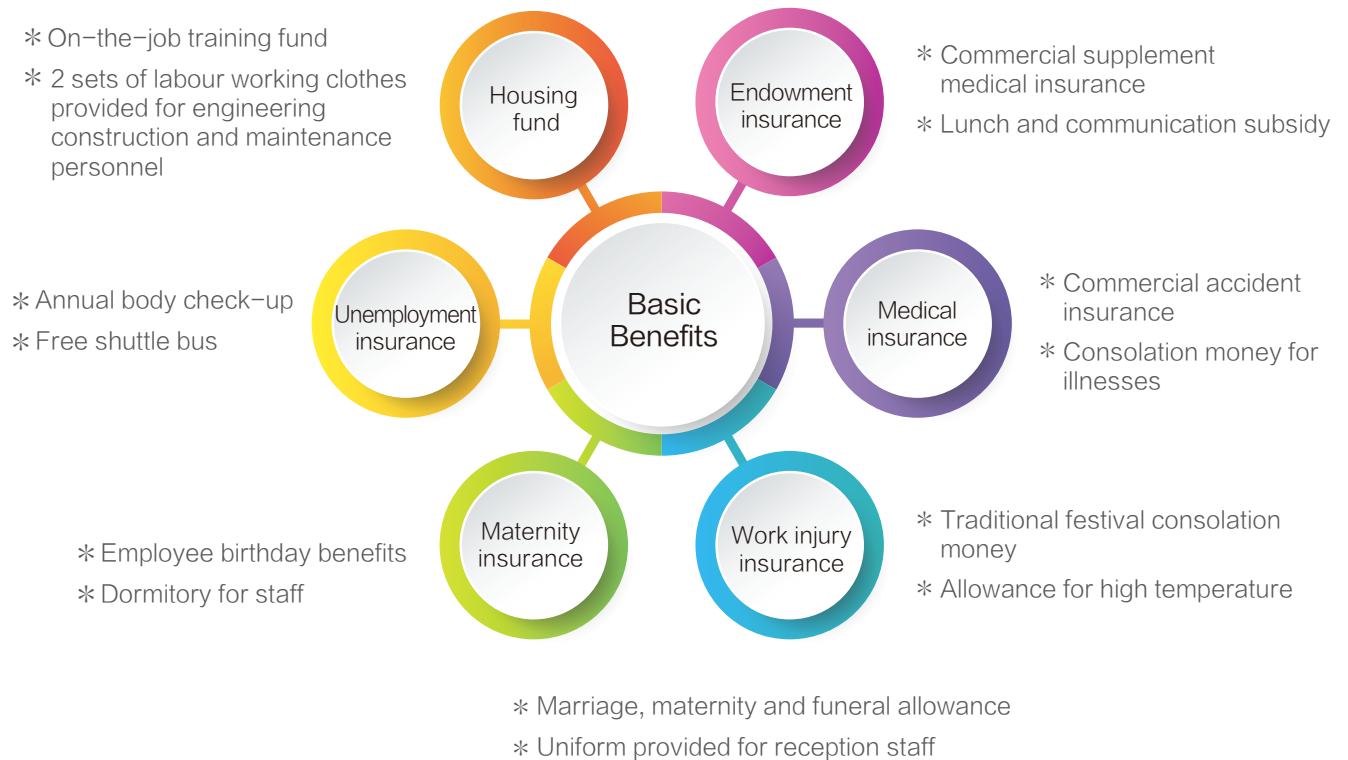 * On-the-job training fund
* 2 sets of labour working clothes
provided for engineering
construction and maintenance
personnel
Housing
fund
Endowment
insurance
* Commercial supplement
medical insurance
* Lunch and communication subsidy
* Annual body check-up
* Free shuttle bus
Unemployment
insurance
Basic
Benefits
Medical
insurance
* Commercial accident
insurance
* Consolation money for
illnesses
* Employee birthday benefits
* Dormitory for staff
Maternity
insurance
Work injury
insurance
* Traditional festival consolation
money
* Allowance for high temperature
* Marriage, maternity and funeral allowance
* Uniform provided for reception staff